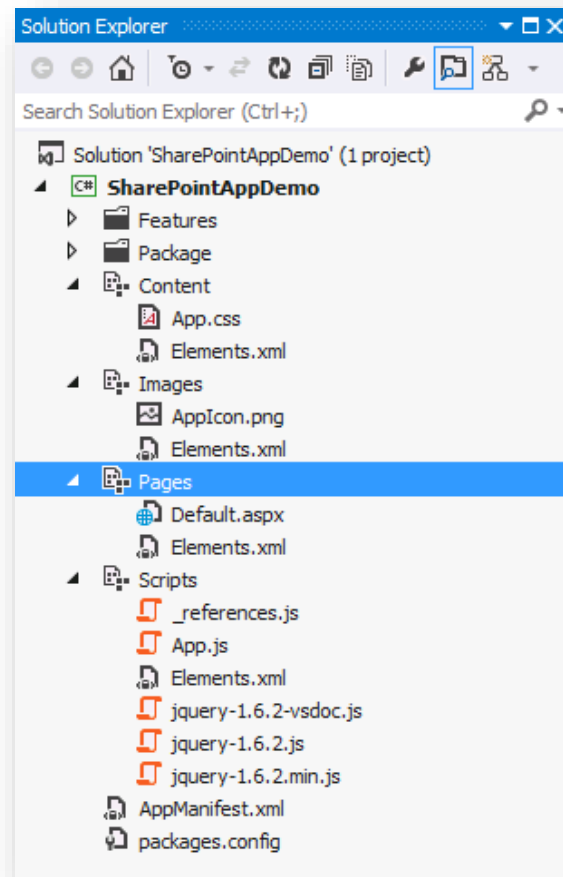 Solution Explorer
Search Solution Explorer (Ctrl+;)
Solution 'SharePointAppDemo' (1 project)
C# SharePointAppDemo
Features
Package
Content
App.css
Elements.xml
Images
AppIcon.png
Elements.xml
Pages
Default.aspx
Elements.xml
Scripts
_references.js
App.js
Elements.xml
jquery-1.6.2-vsdoc.js
jquery-1.6.2.js
jquery-1.6.2.min.js
AppManifest.xml
packages.config